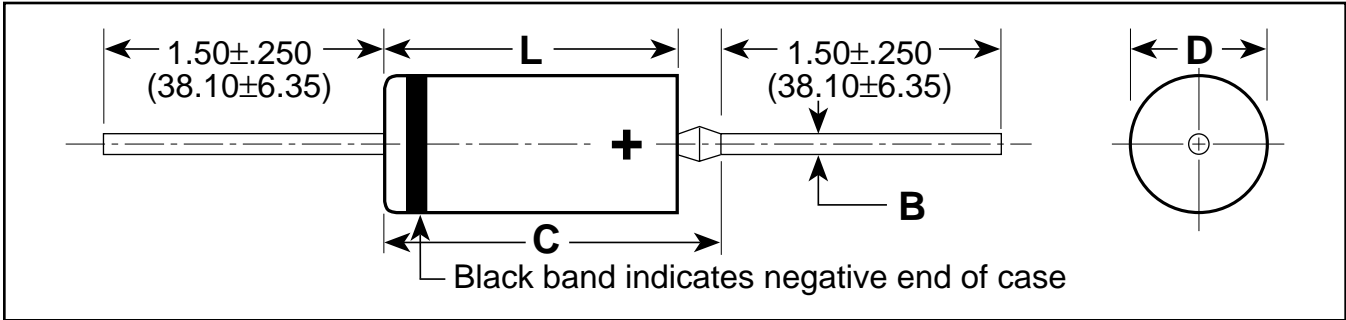 1.50±.250
(38.10±6.35)
L
1.50±.250
(38.10±6.35)
D
+
B
C
Black band indicates negative end of case